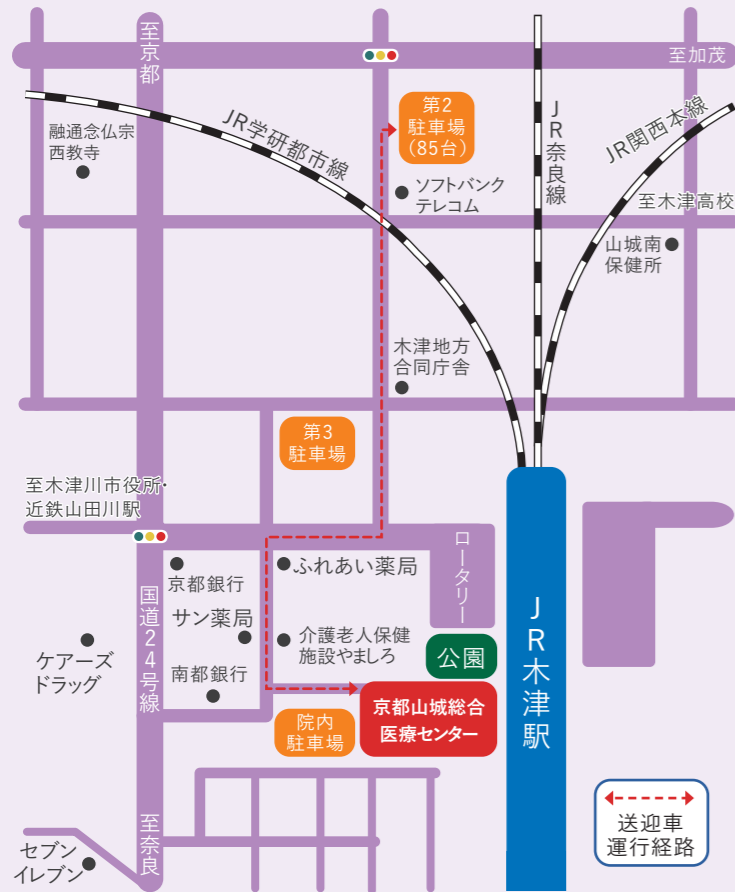 至京都
至加茂
第2
駐車場
(85台)
JR奈良線
JR関西本線
JR学研都市線
融通念仏宗
西教寺
ソフトバンク
テレコム
至木津高校
山城南
保健所
木津地方
合同庁舎
第3
駐車場
至木津川市役所・
近鉄山田川駅
ロータリー
京都銀行
ふれあい薬局
国道24号線
サン薬局
介護老人保健
施設やましろ
JR木津駅
ケアーズ
ドラッグ
南都銀行
公園
京都山城総合
医療センター
院内
駐車場
送迎車
運行経路
至奈良
セブン
イレブン